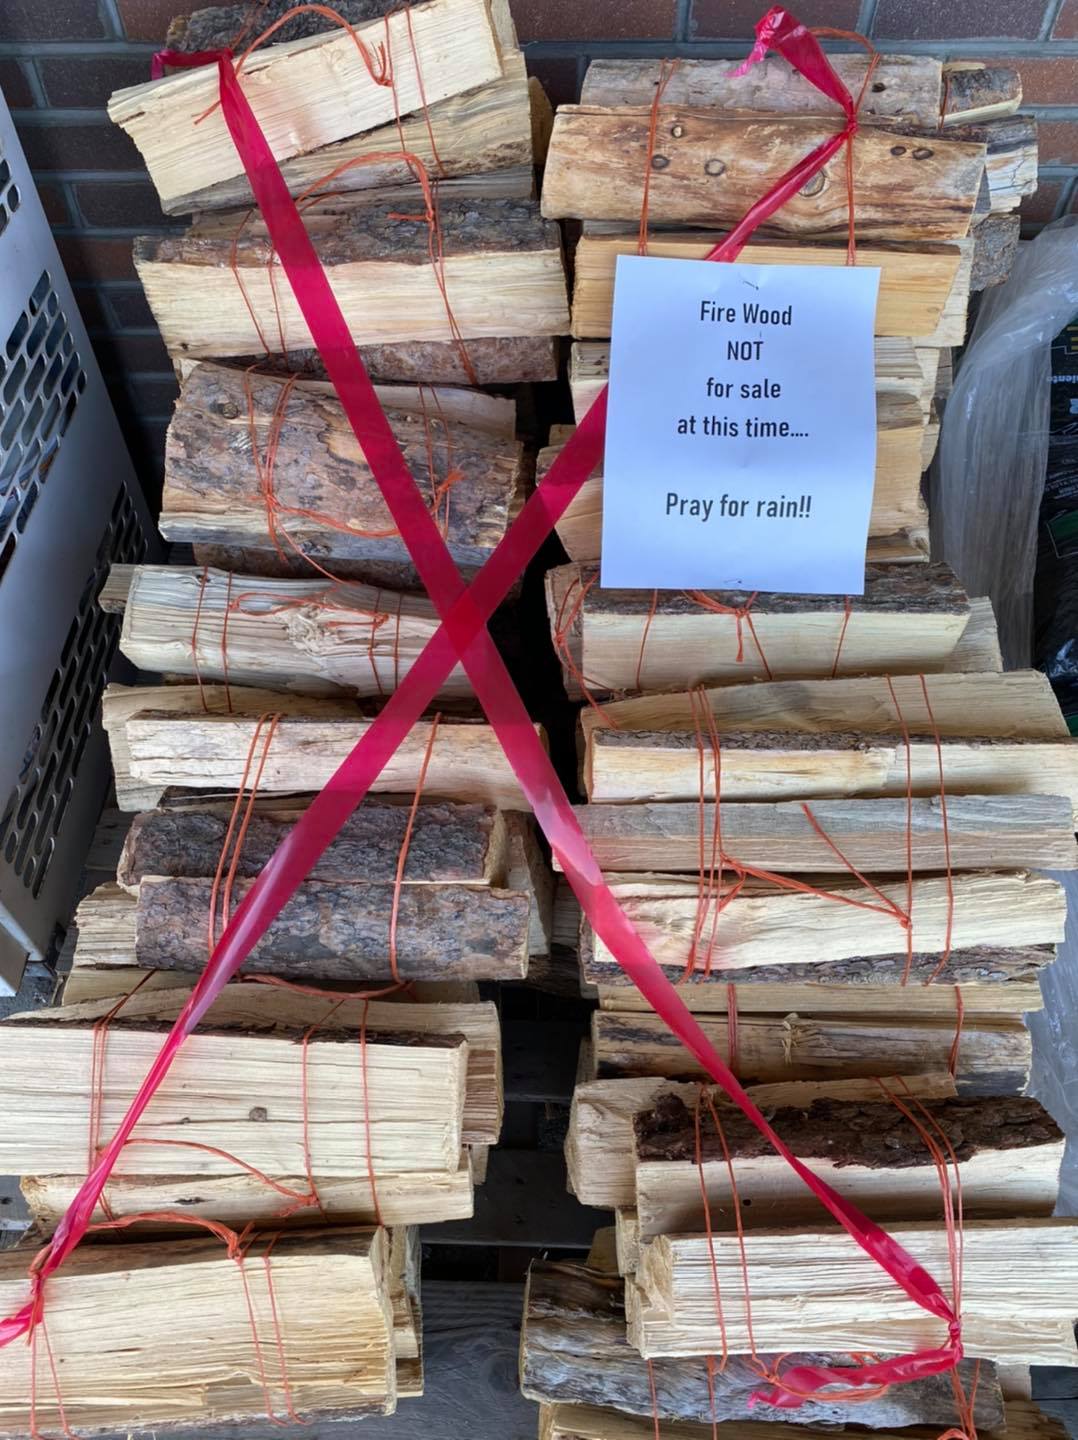 Fire Wood
NOT
for sale
at this time....
Pray for rain!!